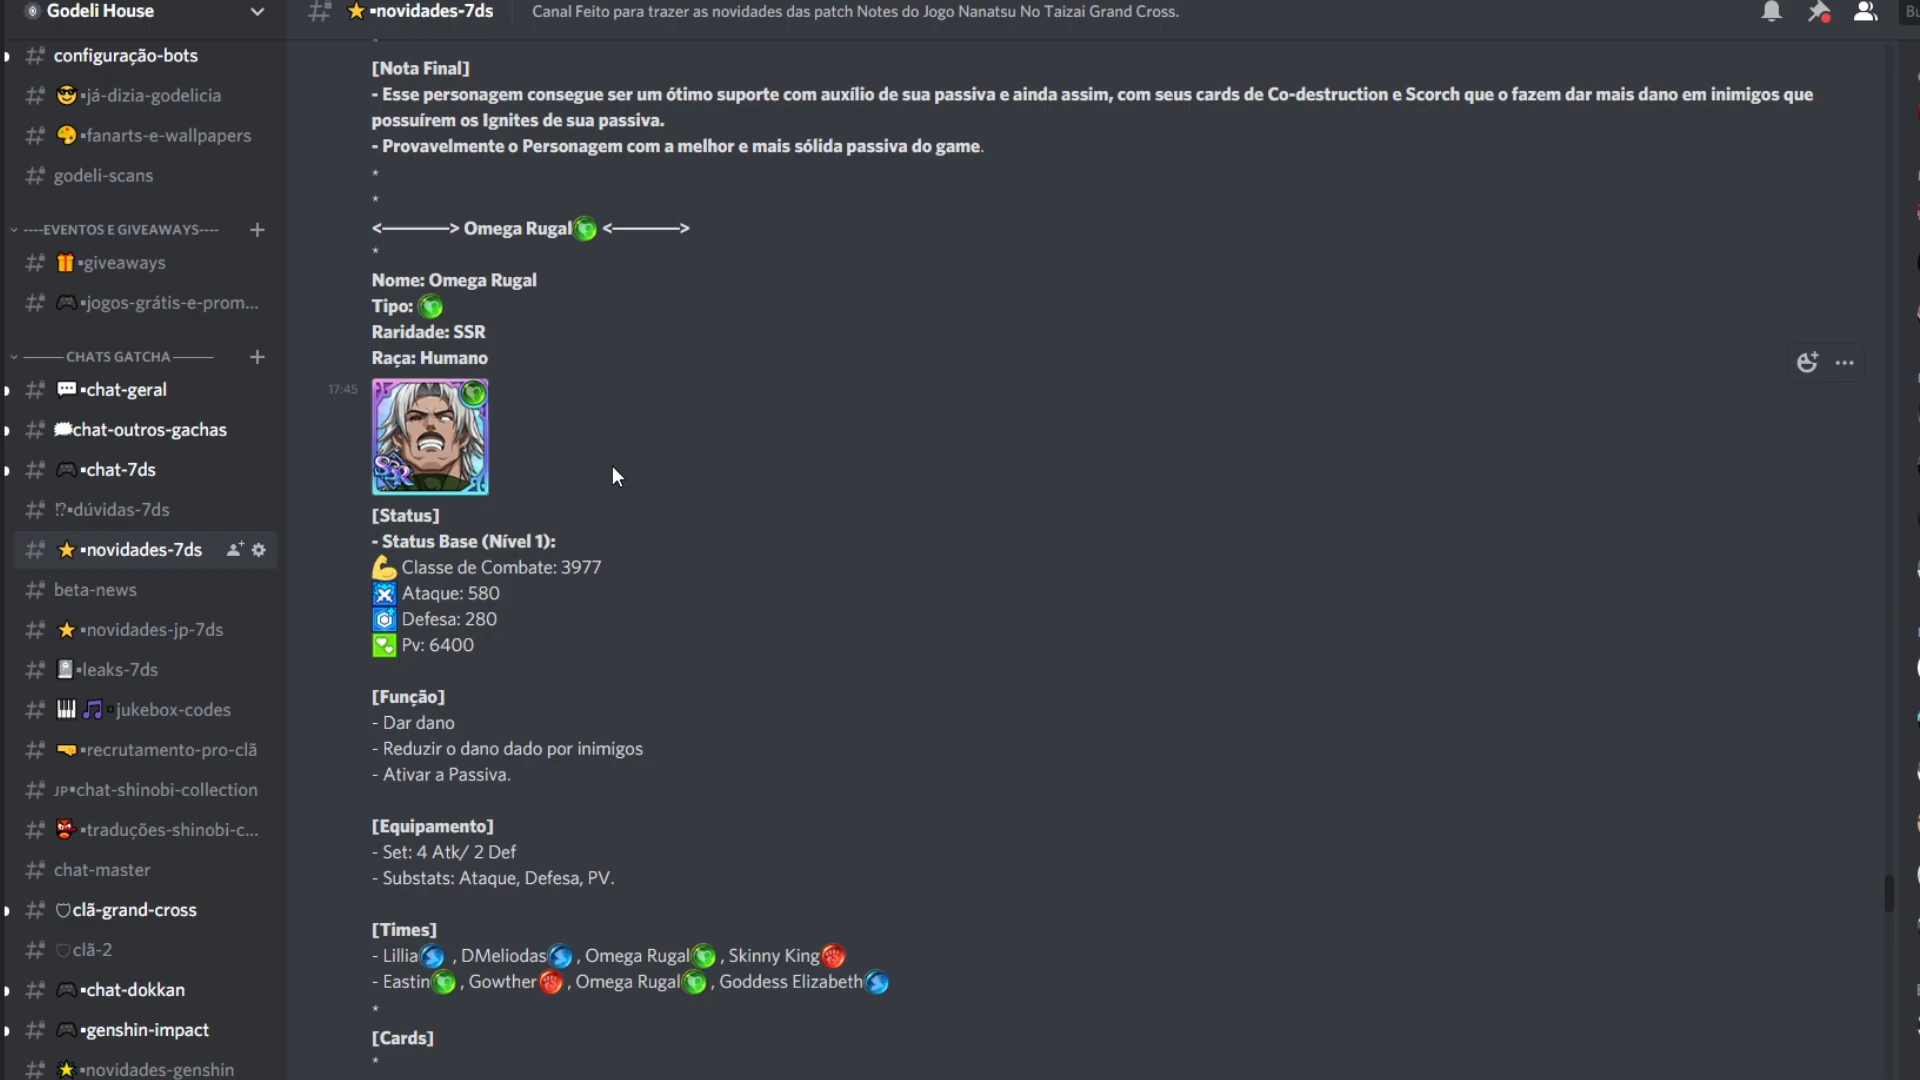 Godeli House
configuração-bots
•já-dizia-godelicia
•fanarts-e-wallpapers
godeli-scans
----EVENTOS E GIVEAWAYS----
•giveaways
•jogos-grátis-e-prom...
———CHATS GATCHA———
•chat-geral
chat-outros-gachas
•chat-7ds
⁉•dúvidas-7ds
•novidades-7ds
beta-news
•novidades-jp-7ds
•leaks-7ds
•jukebox-codes
•recrutamento-pro-clã
JP•chat-shinobi-collection
•traduções-shinobi-c...
chat-master
clã-grand-cross
clã-2
•chat-dokkan
•genshin-impact
•novidades-genshin
•novidades-7ds
Canal Feito para trazer as novidades das patch Notes do Jogo Nanatsu No Taizai Grand Cross.
Bu
[Nota Final]
- Esse personagem consegue ser um ótimo suporte com auxílio de sua passiva e ainda assim, com seus cards de Co-destruction e Scorch que o fazem dar mais dano em inimigos que
possuírem os Ignites de sua passiva.
- Provavelmente o Personagem com a melhor e mais sólida passiva do game.
*
*
<————> Omega Rugal <————>
*
Nome: Omega Rugal
Tipo:
Raridade: SSR
Raça: Humano
17:45
SSR
[Status]
- Status Base (Nível 1):
Classe de Combate: 3977
Ataque: 580
Defesa: 280
Pv: 6400
[Função]
- Dar dano
- Reduzir o dano dado por inimigos
- Ativar a Passiva.
[Equipamento]
- Set: 4 Atk/ 2 Def
- Substats: Ataque, Defesa, PV.
[Times]
- Lillia , DMeliodas , Omega Rugal , Skinny King
- Eastin , Gowther , Omega Rugal , Goddess Elizabeth
*
[Cards]
*